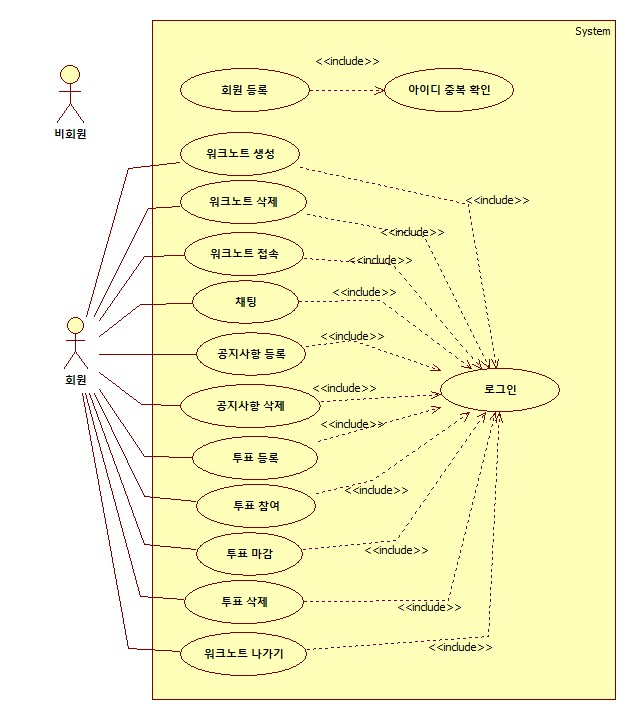 System
<<include>>
회원 등록
아이디 중복 확인
비회원
워크노트 생성
<<include>>
워크노트 삭제
<<include>>
워크노트 접속
<<include>>
채팅
<<include>>
공지사항 등록
<<include>>
회원
로그인
공지사항 삭제
<<include>>
투표 등록
<<include>>
투표 참여
<<include>>
투표 마감
<<include>>
투표 삭제
<<include>>
워크노트 나가기
<<include>>